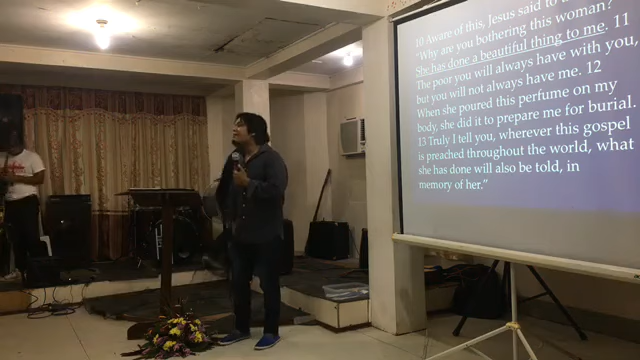 10 Aware of this, Jesus said to
"Why are you bothering this woman?
She has done a beautiful thing to me. 11
The poor you will always have with you,
but you will not always have me. 12
When she poured this perfume on my
body, she did it to prepare me for burial.
13 Truly I tell you, wherever this gospel
is preached throughout the world, what
she has done will also be told, in
memory of her."